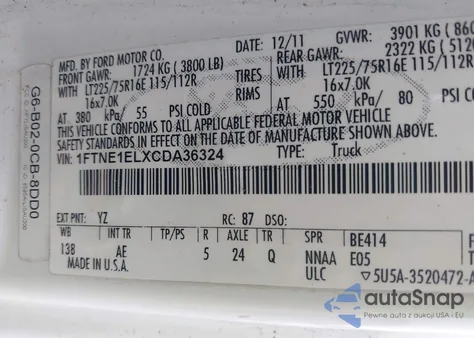 MFD. BY FORD MOTOR CO.
DATE: 12/11 GVWR: 3901 KG (860
FRONT GAWR: 1724 KG ( 3800 LB) REAR GAWR: 2322 KG ( 5120
WITH LT225/75R16E 115/112R TIRES WITH LT225/75R16E 115/112R
16x7.0K RIMS 16x7.0K
AT 380 kPa/ 55 PSI COLD AT 550 kPa/ 80 PSI COL
THIS VEHICLE CONFORMS TO ALL APPLICABLE FEDERAL MOTOR VEHICLE
SAFETY STANDARDS IN EFFECT ON THE DATE OF MANUFACTURE SHOWN ABOVE.
VIN: 1FTNE1ELXCDA36324 TYPE: Truck
EXT PNT: YZ RC: 87 DSO:
WB INT TR TP/PS R AXLE TR SPR BE414
138 AE 5 24 Q NNAA E05
MADE IN U.S.A. ULC 5U5A-3520472-A
G6-B02-0CB-8DD0
autoSnap
Pewne auta z aukcji USA i EU